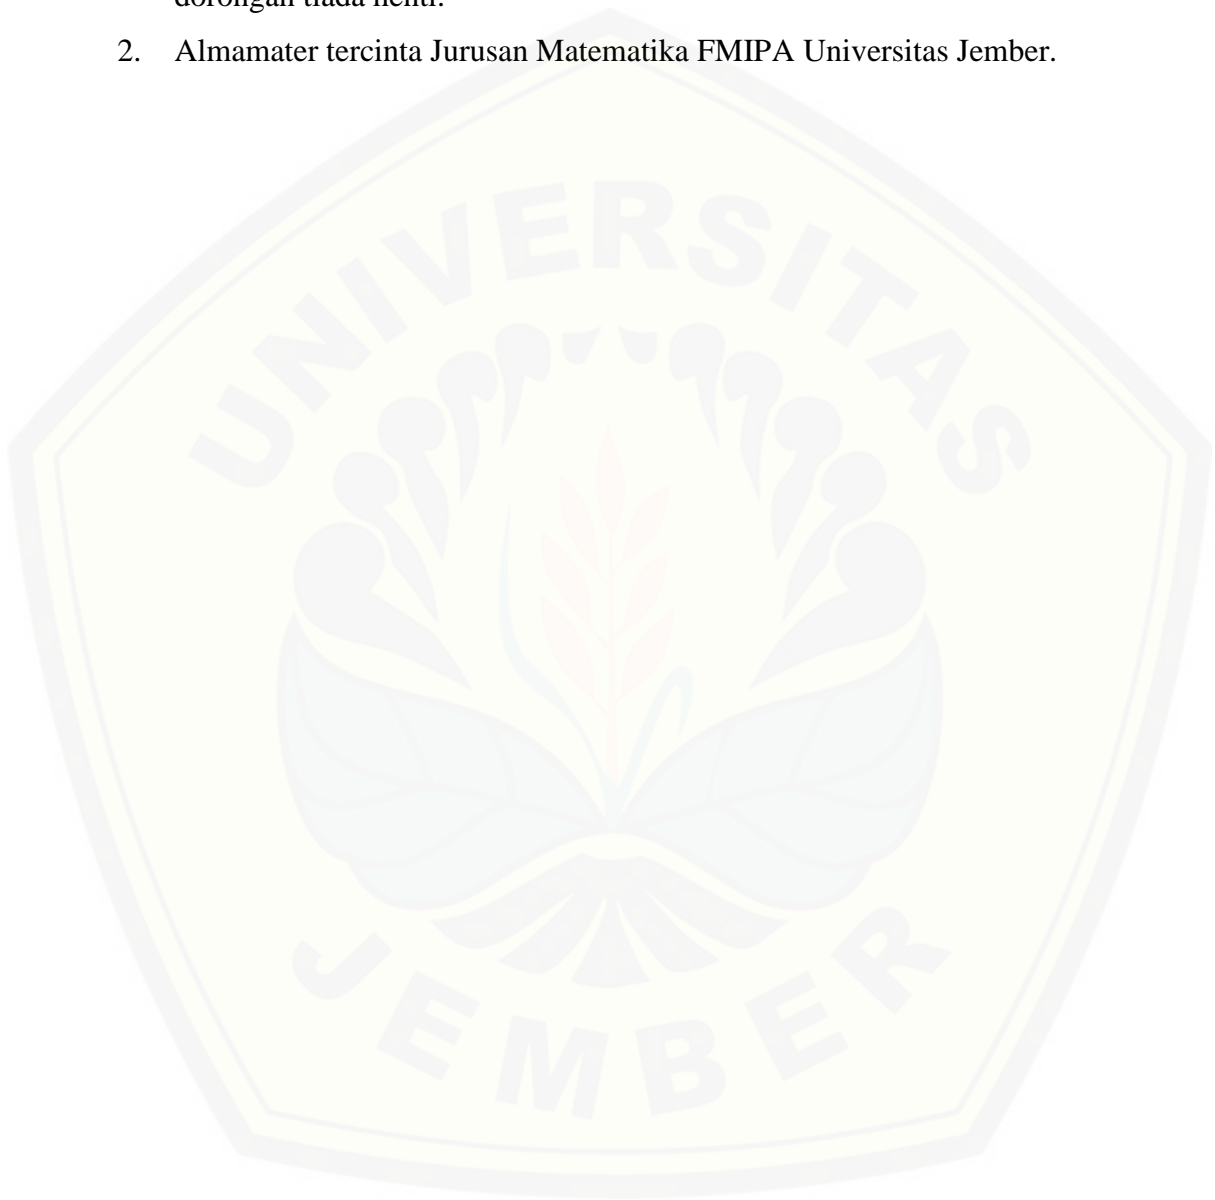 dorongan tiada henti.
2. Almamater tercinta Jurusan Matematika FMIPA Universitas Jember.
UNIVERSITAS
JEMBER